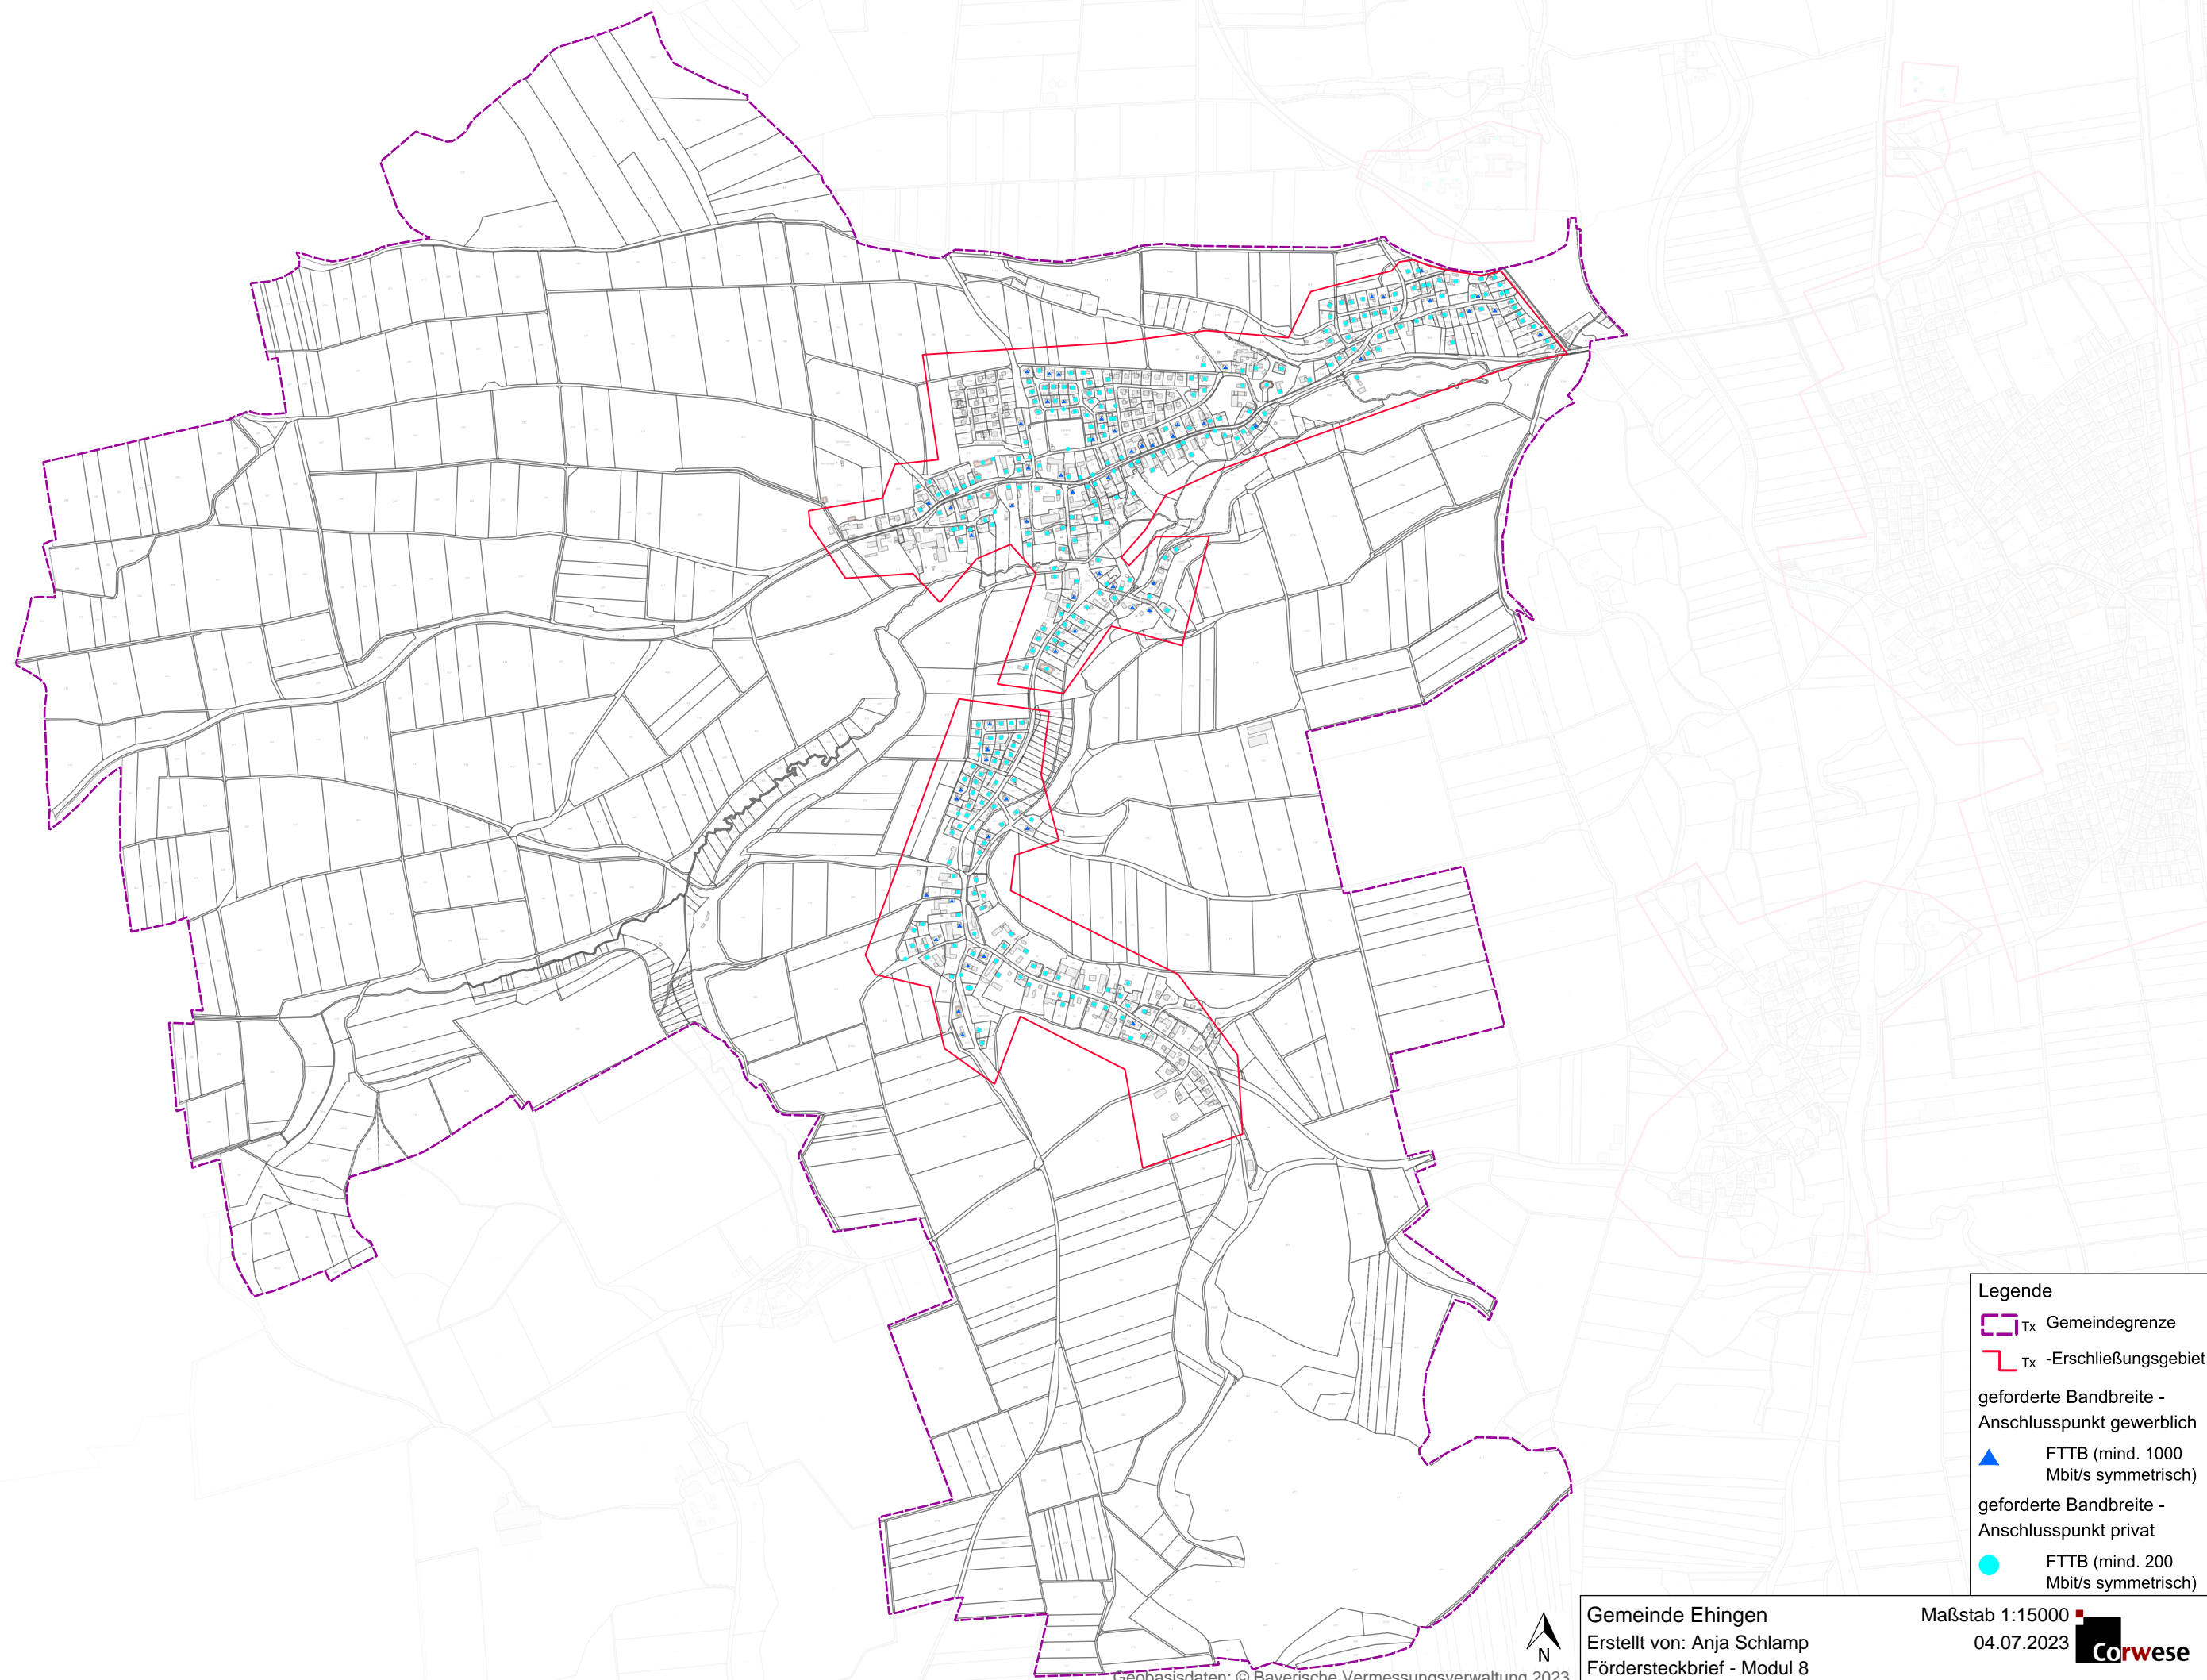 Legende
Tx Gemeindegrenze
Tx -Erschließungsgebiet
geforderte Bandbreite -
Anschlusspunkt gewerblich
FTTB (mind. 1000
Mbit/s symmetrisch)
geforderte Bandbreite -
Anschlusspunkt privat
FTTB (mind. 200
Mbit/s symmetrisch)
N
Gemeinde Ehingen
Erstellt von: Anja Schlamp
Fördersteckbrief - Modul 8
Maßstab 1:15000
04.07.2023
Corwese
Geobasisdaten: © Bayerische Vermessungsverwaltung 2023